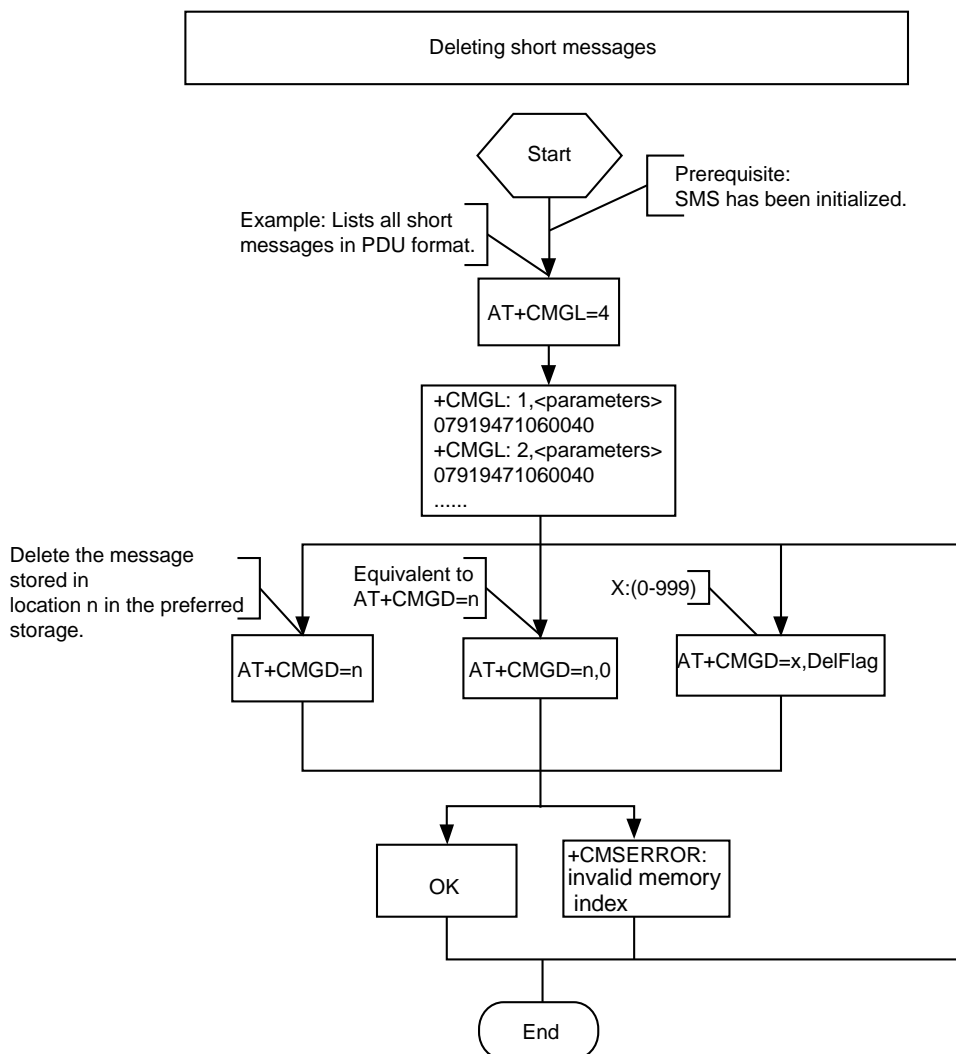 Deleting short messages
Start
Prerequisite:
SMS has been initialized.
Example: Lists all short
messages in PDU format.
AT+CMGL=4
+CMGL: 1,<parameters>
07919471060040
+CMGL: 2,<parameters>
07919471060040
......
Delete the message
stored in
location n in the preferred
storage.
Equivalent to
AT+CMGD=n
X:(0-999)
AT+CMGD=n
AT+CMGD=n,0
AT+CMGD=x,DelFlag
OK
+CMSERROR:
invalid memory
index
End